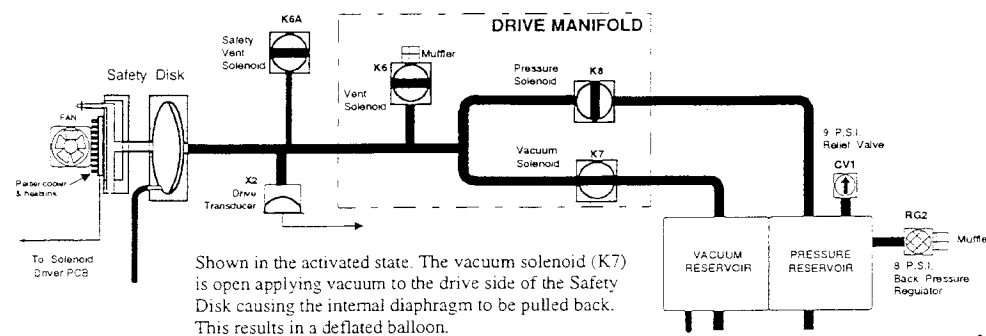 K6A
DRIVE MANIFOLD
Safety
Vent
Solenoid
Muffler
K6
Pressure
Solenoid
K8
Safety Disk
Vent
Solenoid
FAN
9 P.S.I.
Relief Valve
Vacuum
Solenoid
K7
CV1
Peltier cooler
& heatsink
X2
Drive
Transducer
RG2
Muffler
To Solenoid
Driver PCB
VACUUM
RESERVOIR
PRESSURE
RESERVOIR
8 P.S.I.
Back Pressure
Regulator
Shown in the activated state. The vacuum solenoid (K7)
is open applying vacuum to the drive side of the Safety
Disk causing the internal diaphragm to be pulled back.
This results in a deflated balloon.